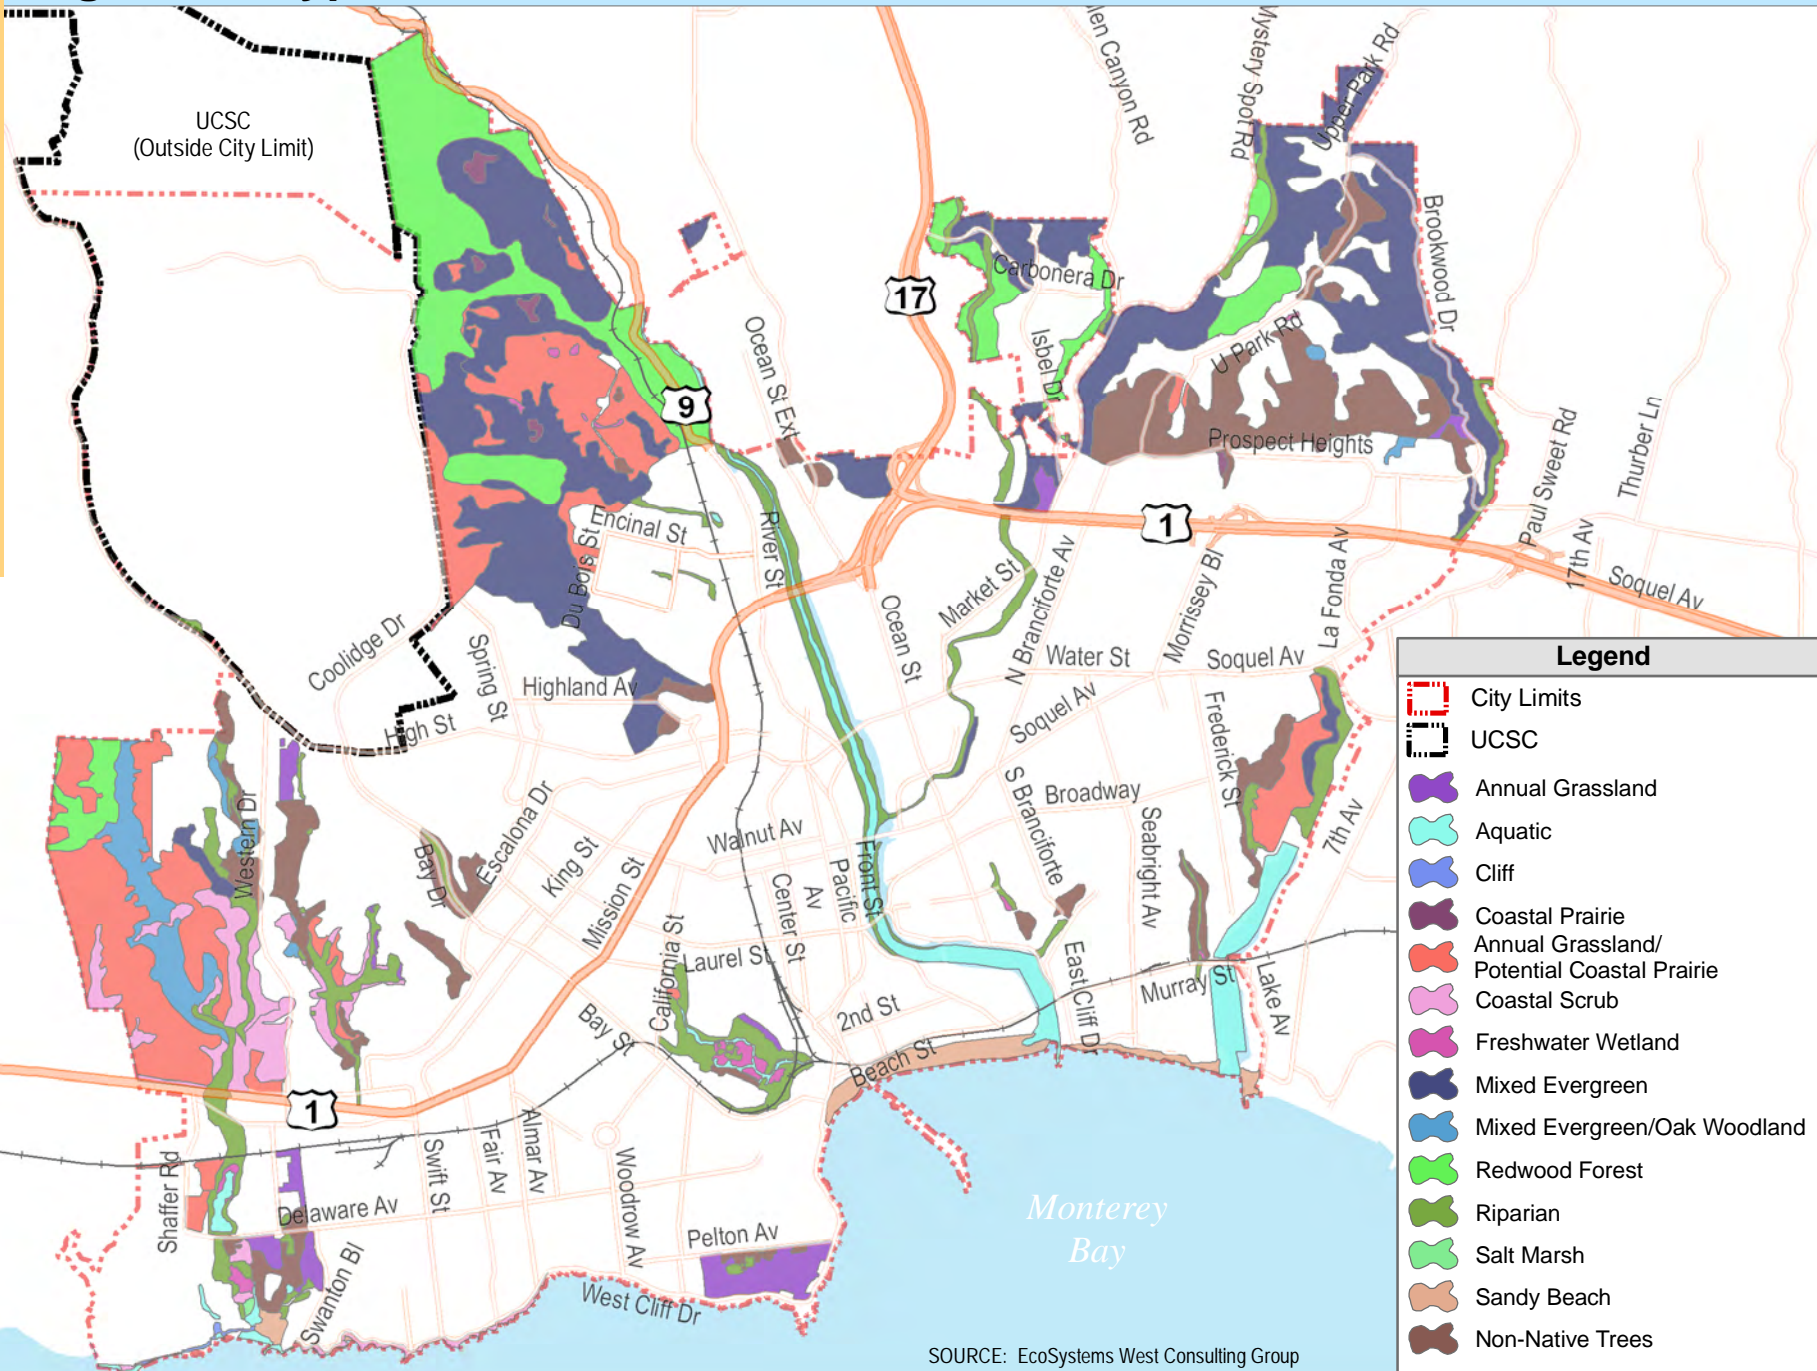 UCSC
(Outside City Limit)
Glen Canyon Rd
Mystery Spot Rd
Upper Park Rd
Brookwood Dr
17
Carbonera Dr
Isbel Dr
U Park Rd
Ocean St Ext
9
Prospect Heights
Paul Sweet Rd
Thurber Ln
17th Av
Soquel Av
1
Encinal St
Du Bois St
River St
Ocean St
Market St
N Branciforte Av
Morrissey Bl
La Fonda Av
Water St
Soquel Av
Soquel Av
Coolidge Dr
Spring St
Highland Av
High St
Frederick St
Broadway
S Branciforte
Seabright Av
7th Av
Western Dr
Bay Dr
Escalona Dr
King St
Mission St
Walnut Av
Center St
Av
Pacific
Front St
California St
Laurel St
Bay St
2nd St
Beach St
East Cliff Dr
Murray St
Lake Av
1
Shaffer Rd
Delaware Av
Swift St
Fair Av
Almar Av
Woodrow Av
Pelton Av
Swanton Bl
West Cliff Dr
Monterey
Bay
SOURCE: EcoSystems West Consulting Group
Legend
City Limits
UCSC
Annual Grassland
Aquatic
Cliff
Coastal Prairie
Annual Grassland/
Potential Coastal Prairie
Coastal Scrub
Freshwater Wetland
Mixed Evergreen
Mixed Evergreen/Oak Woodland
Redwood Forest
Riparian
Salt Marsh
Sandy Beach
Non-Native Trees